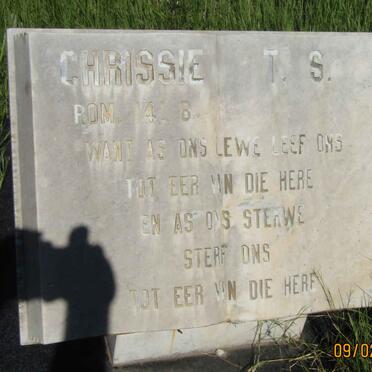 CHRISSIE T. S.
ROM. 14: 8.
WANT AS ONS LEWE LEEF ONS
TOT EER VAN DIE HERE
EN AS ONS STERWE
STERF ONS
TOT EER VAN DIE HERE
09/02